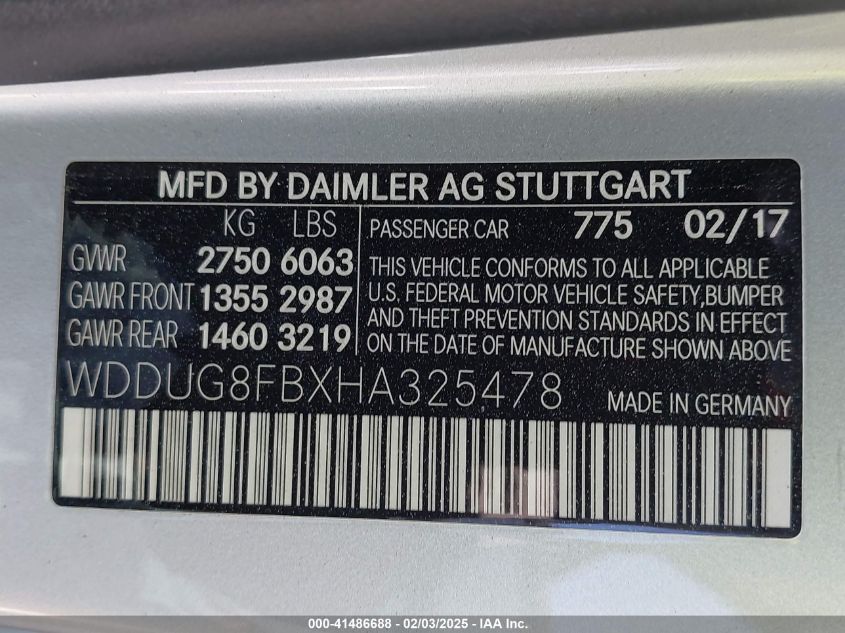 MFD BY DAIMLER AG STUTTGART
KG LBS
GVWR 2750 6063
GAWR FRONT 1355 2987
GAWR REAR 1460 3219
PASSENGER CAR 775 02/17
THIS VEHICLE CONFORMS TO ALL APPLICABLE
U.S. FEDERAL MOTOR VEHICLE SAFETY,BUMPER
AND THEFT PREVENTION STANDARDS IN EFFECT
ON THE DATE OF MANUFACTURE SHOWN ABOVE
WDDUG8FBXHA325478
MADE IN GERMANY
000-41486688 - 02/03/2025 - IAA Inc.